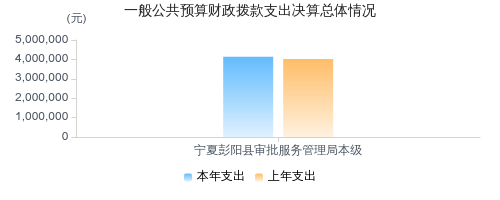 一般公共预算财政拨款支出决算总体情况
(元)
5,000,000
4,000,000
3,000,000
2,000,000
1,000,000
0
宁夏彭阳县审批服务管理局本级
本年支出 上年支出